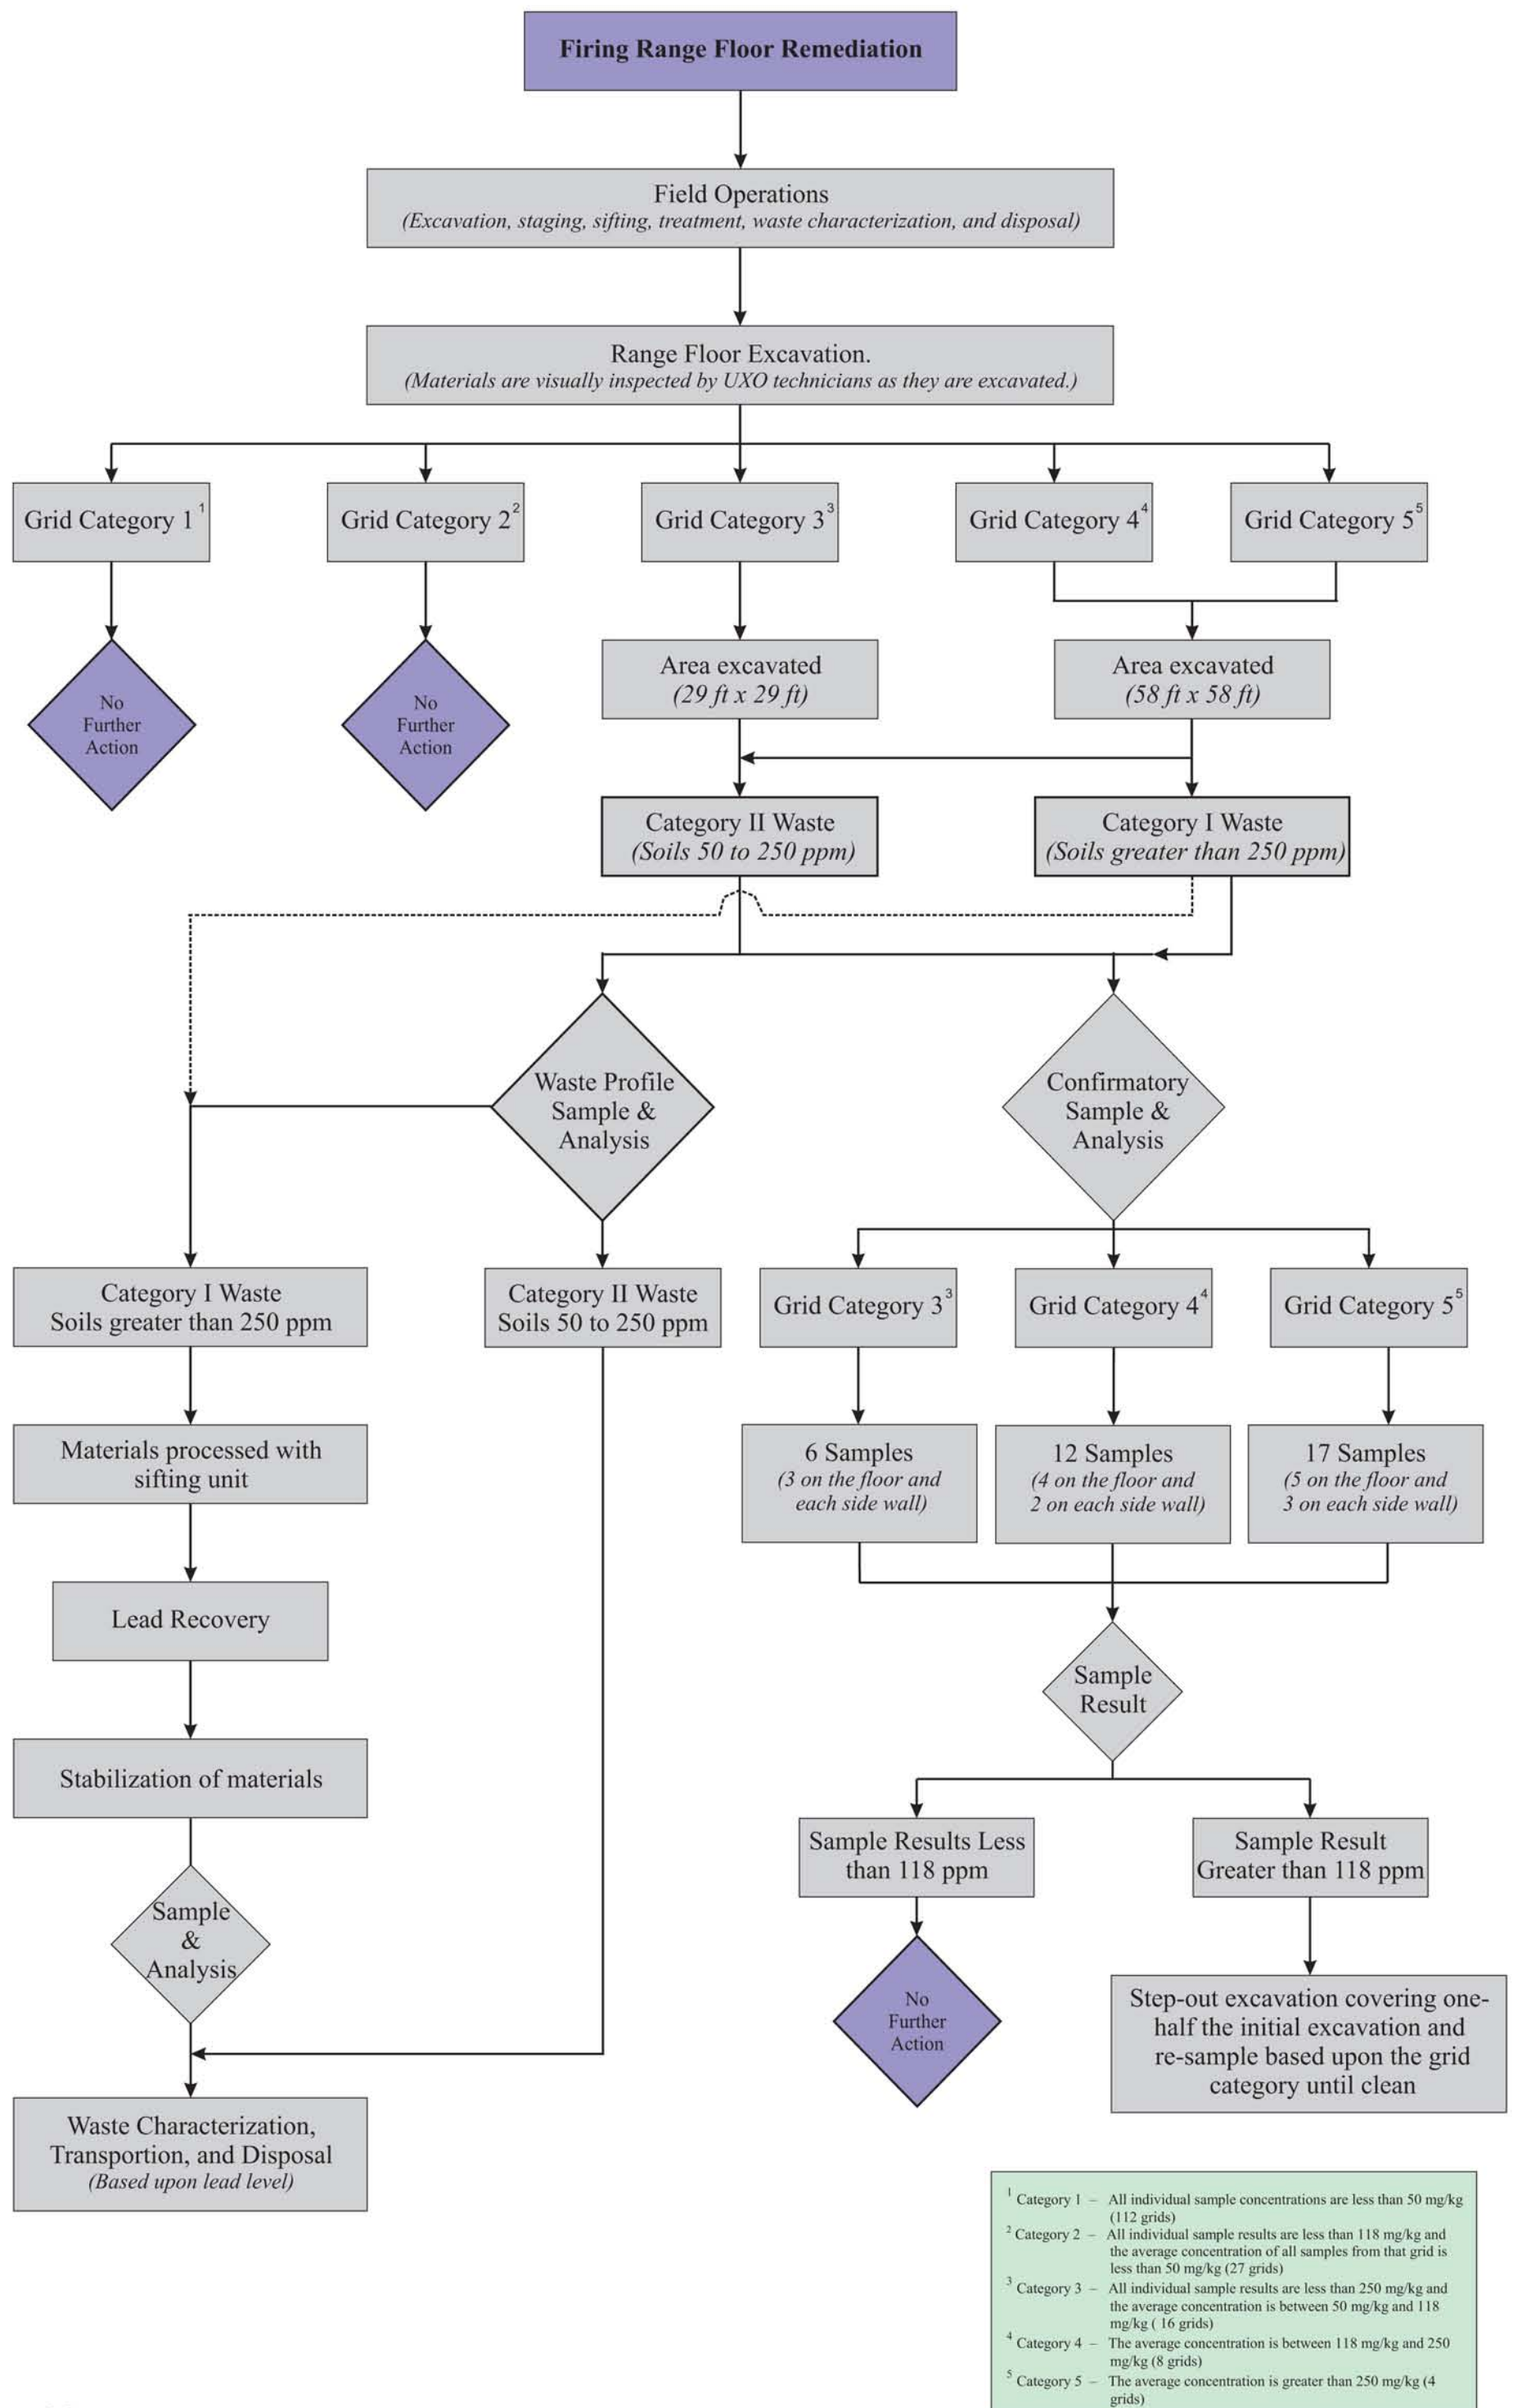 Firing Range Floor Remediation
Field Operations
(Excavation, staging, sifting, treatment, waste characterization, and disposal)
Range Floor Excavation.
(Materials are visually inspected by UXO technicians as they are excavated.)
Grid Category 1 1
Grid Category 2 2
Grid Category 3 3
Grid Category 4 4
Grid Category 5 5
No
Further
Action
No
Further
Action
Area excavated
(29 ft x 29 ft)
Area excavated
(58 ft x 58 ft)
Category II Waste
(Soils 50 to 250 ppm)
Category I Waste
(Soils greater than 250 ppm)
Waste Profile
Sample &
Analysis
Confirmatory
Sample &
Analysis
Category I Waste
Soils greater than 250 ppm
Category II Waste
Soils 50 to 250 ppm
Grid Category 3 3
Grid Category 4 4
Grid Category 5 5
Materials processed with
sifting unit
6 Samples
(3 on the floor and
each side wall)
12 Samples
(4 on the floor and
2 on each side wall)
17 Samples
(5 on the floor and
3 on each side wall)
Lead Recovery
Sample
Result
Stabilization of materials
Sample Results Less
than 118 ppm
Sample Result
Greater than 118 ppm
Sample
&
Analysis
No
Further
Action
Step-out excavation covering one-
half the initial excavation and
re-sample based upon the grid
category until clean
Waste Characterization,
Transportion, and Disposal
(Based upon lead level)
1 Category 1 – All individual sample concentrations are less than 50 mg/kg
(112 grids)
2 Category 2 – All individual sample results are less than 118 mg/kg and
the average concentration of all samples from that grid is
less than 50 mg/kg (27 grids)
3 Category 3 – All individual sample results are less than 250 mg/kg and
the average concentration is between 50 mg/kg and 118
mg/kg ( 16 grids)
4 Category 4 – The average concentration is between 118 mg/kg and 250
mg/kg (8 grids)
5 Category 5 – The average concentration is greater than 250 mg/kg (4
grids)